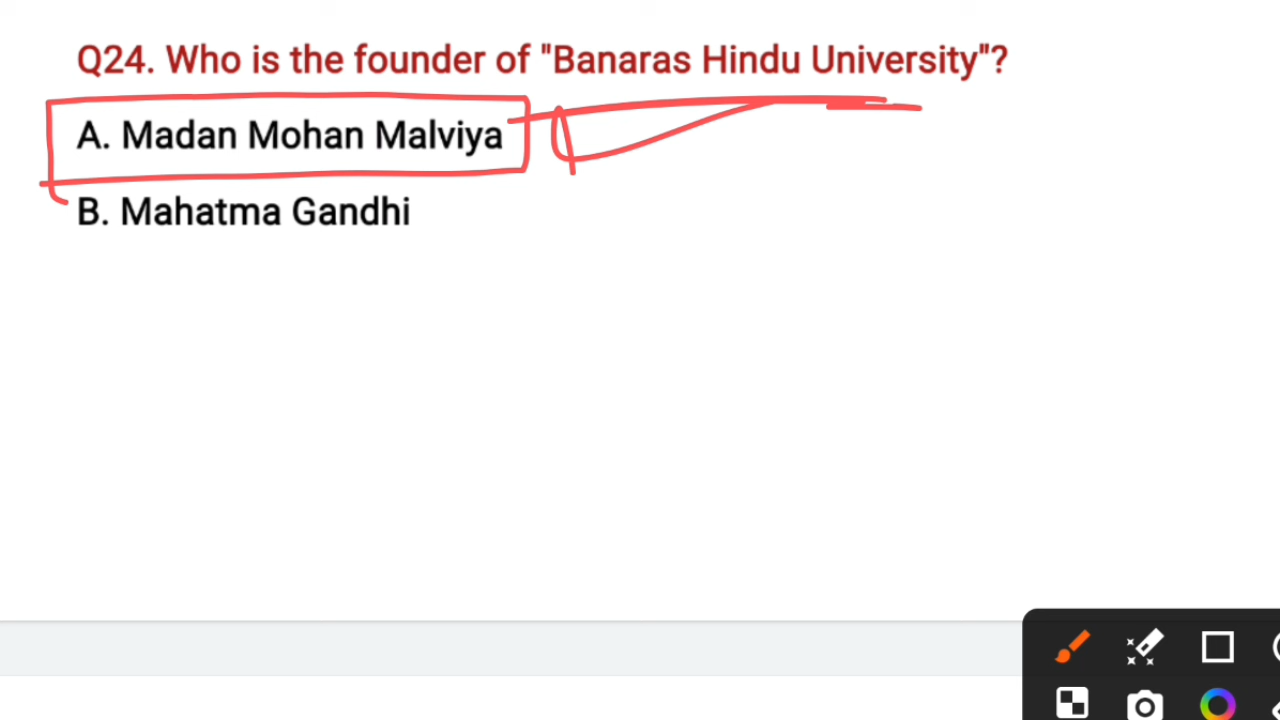 Q24. Who is the founder of "Banaras Hindu University"?
A. Madan Mohan Malviya
B. Mahatma Gandhi